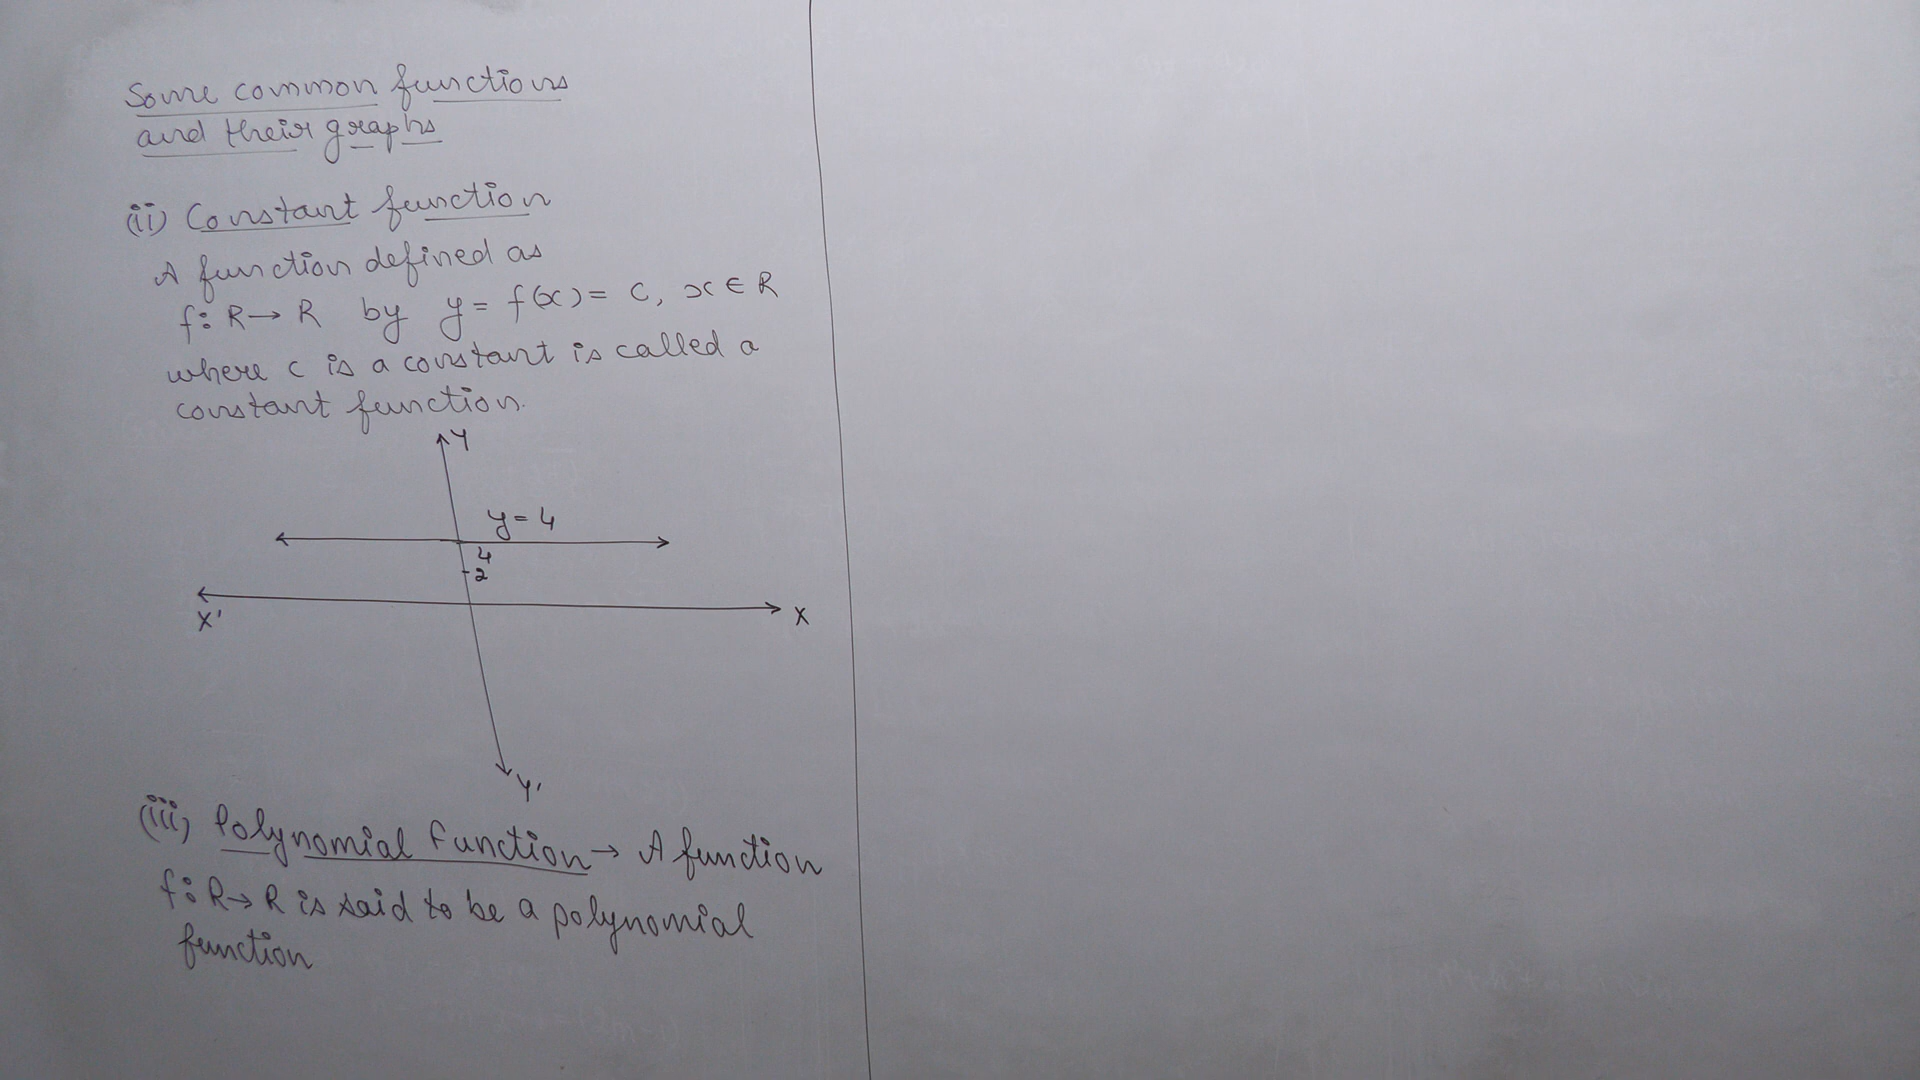 Some common functions
and their graphs
(ii) Constant function
A function defined as
f: R→ R by y = f(x) = c, x ∈ R
where c is a constant is called a
constant function.
Y
y = 4
4
2
X' X
Y'
(iii) Polynomial function → A function
f: R→ R is said to be a polynomial
function